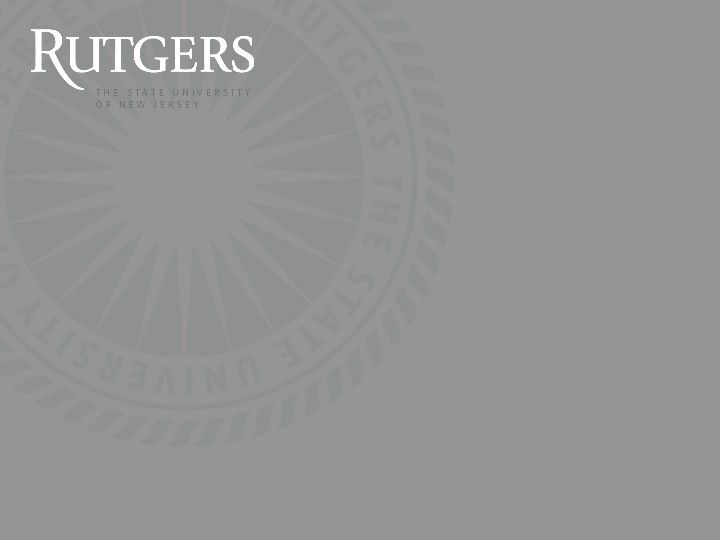 RUTGERS
THE STATE UNIVERSITY
OF NEW JERSEY
RUTGERS THE STATE UNIVERSITY